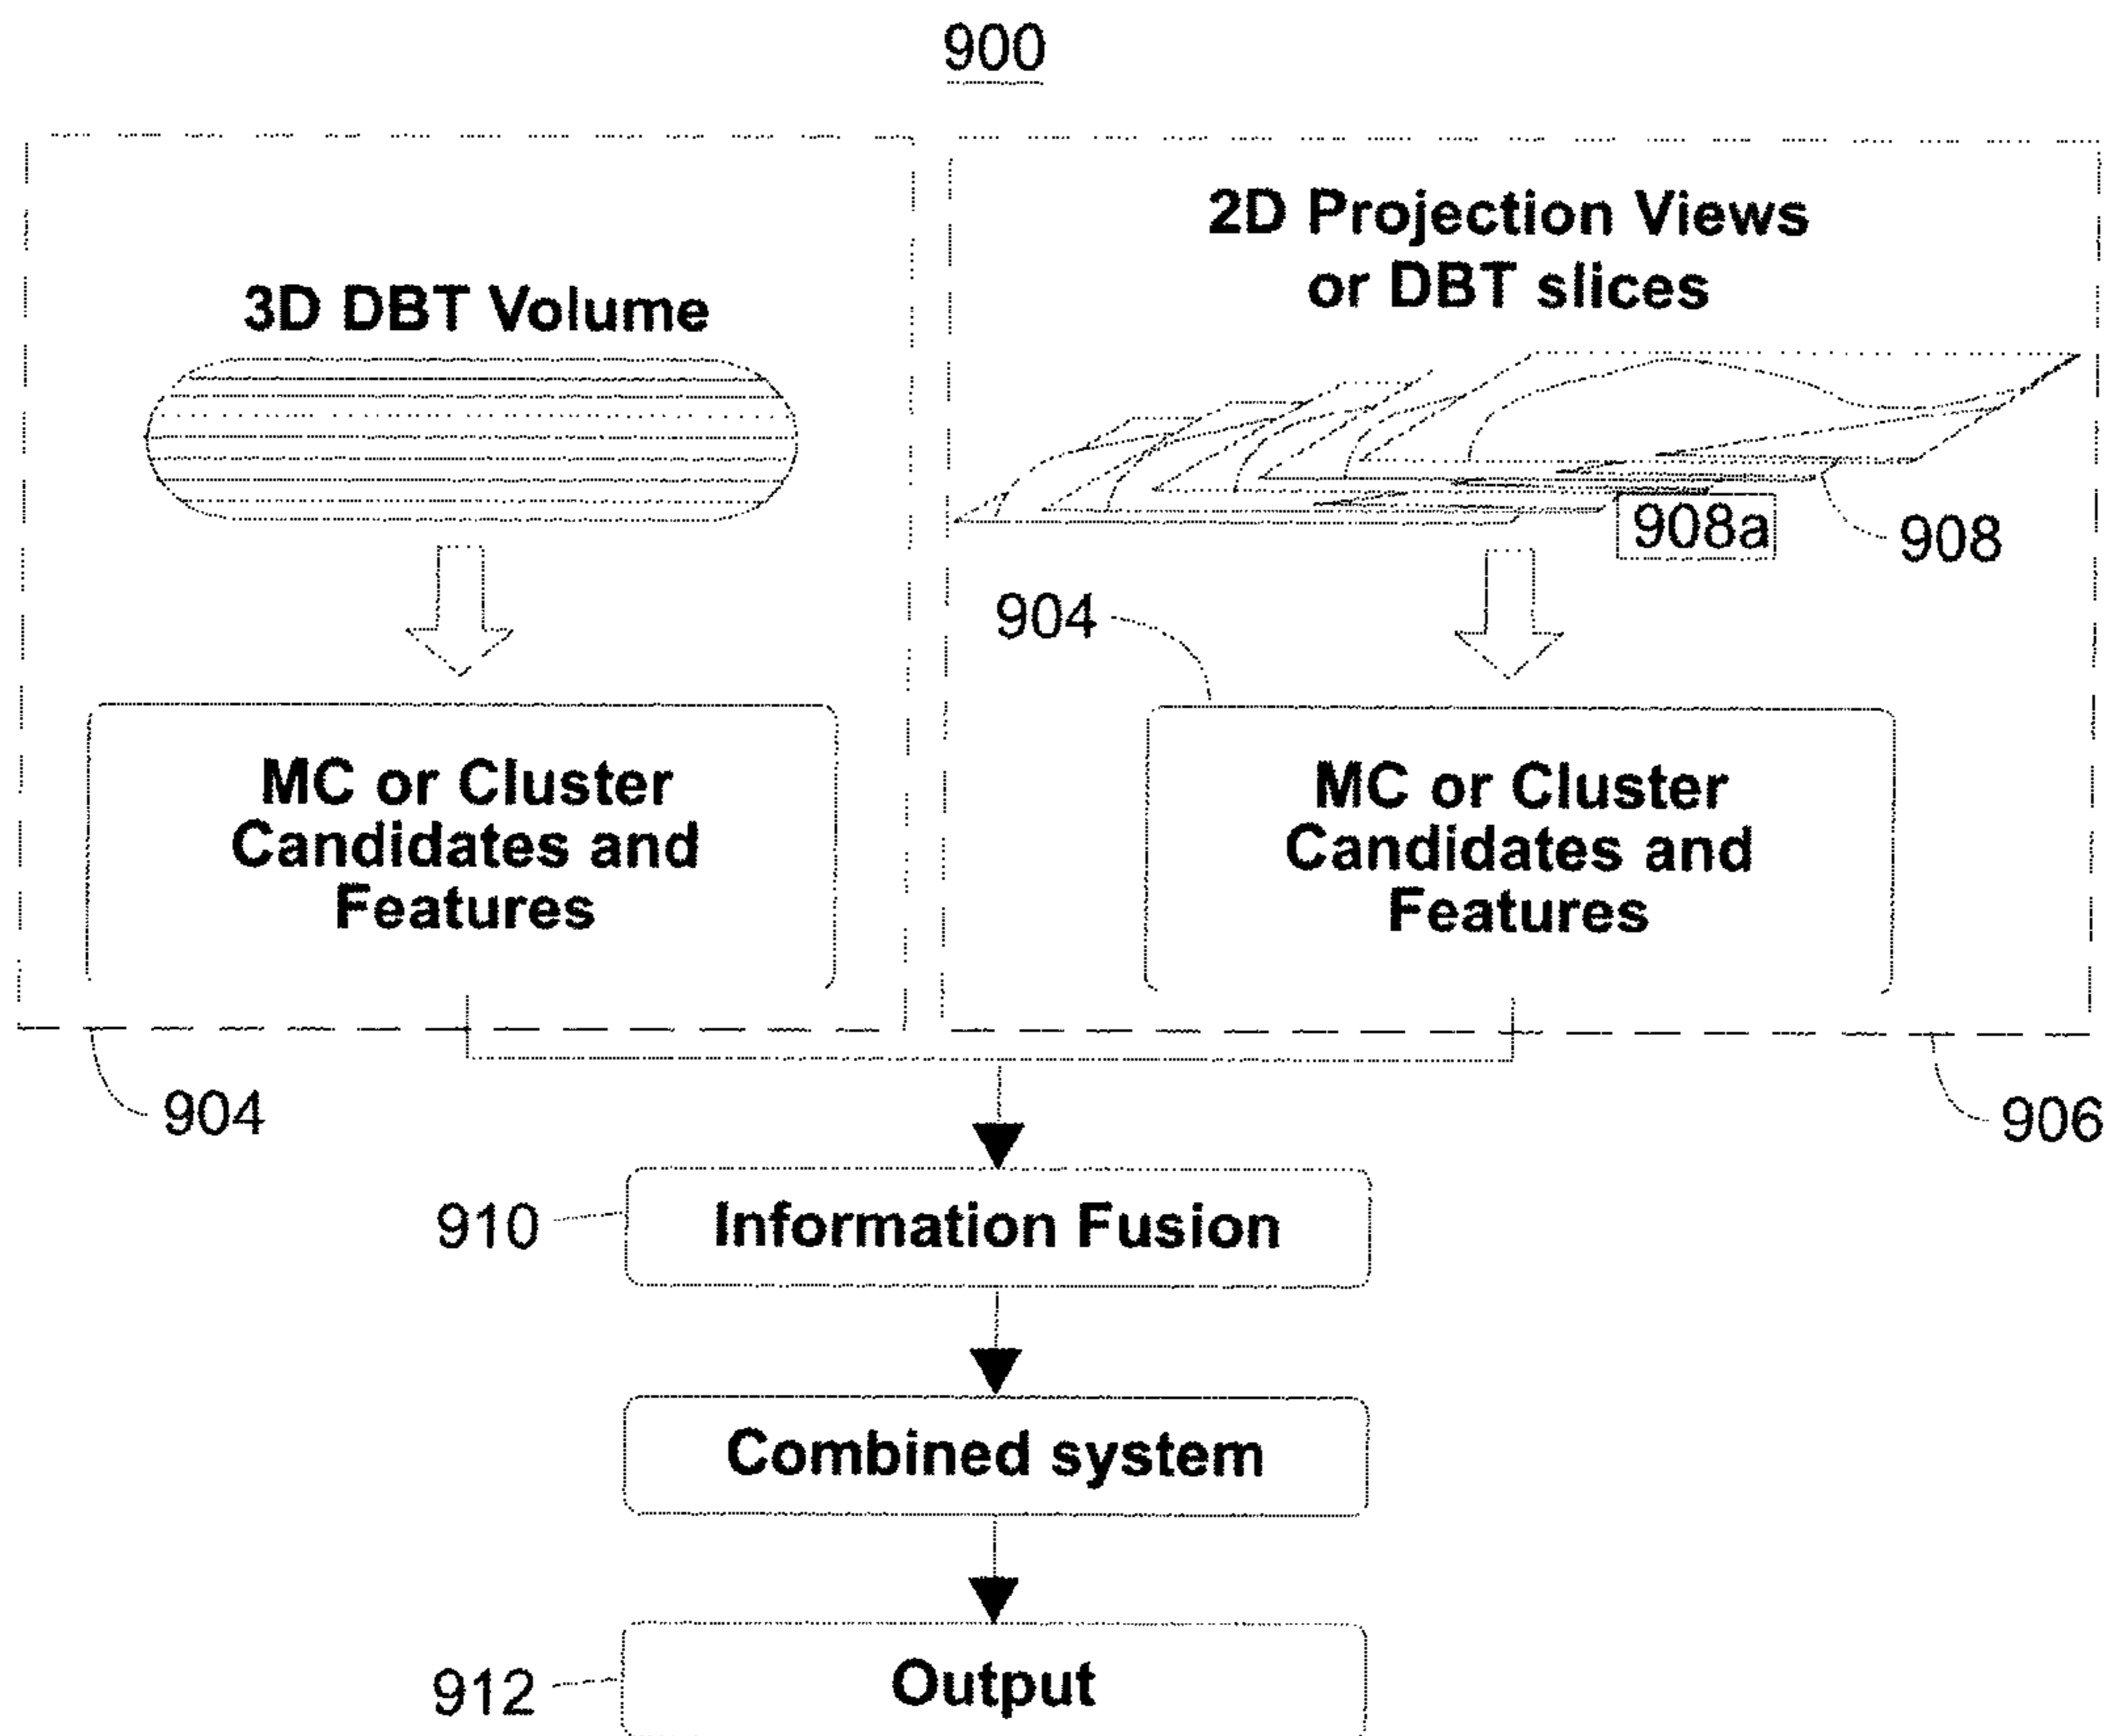 900
3D DBT Volume
2D Projection Views
or DBT slices
908a
908
904
MC or Cluster
Candidates and
Features
MC or Cluster
Candidates and
Features
904
906
910
Information Fusion
Combined system
912
Output